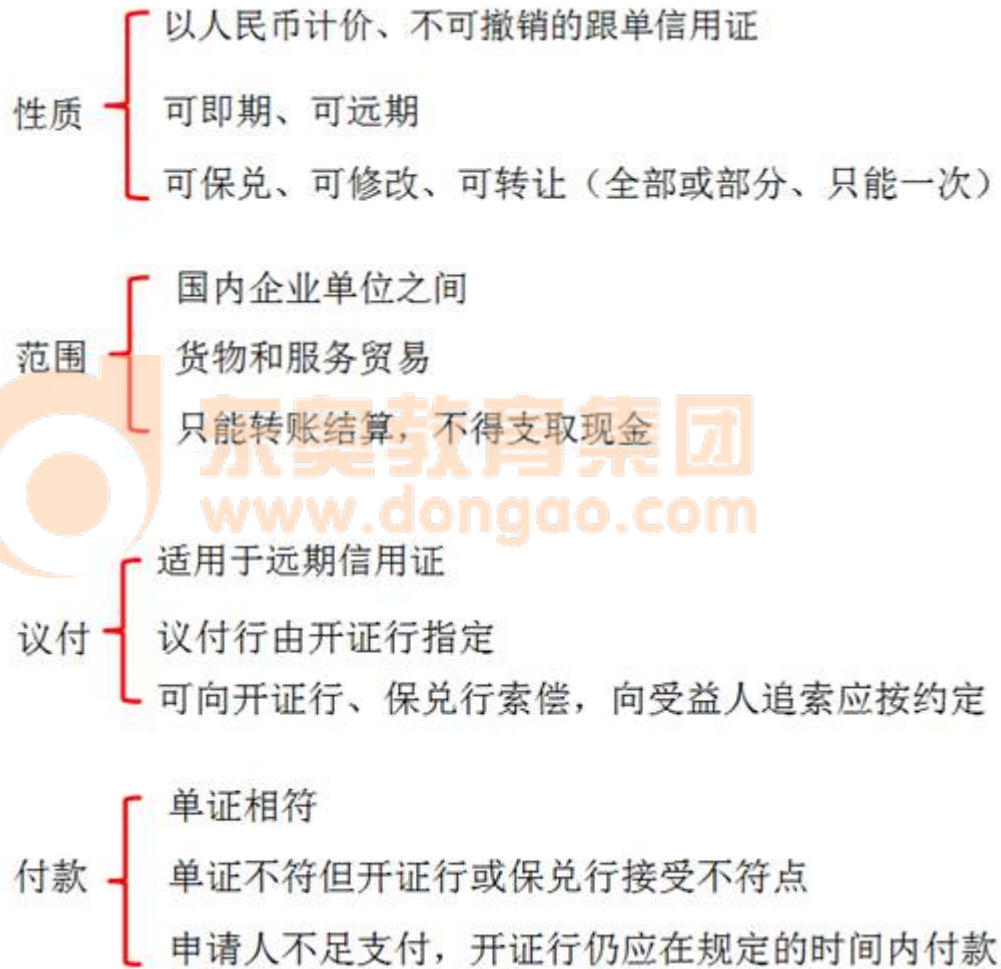 以人民币计价、不可撤销的跟单信用证
性质
可即期、可远期
可保兑、可修改、可转让（全部或部分、只能一次）
国内企业单位之间
范围
货物和服务贸易
只能转账结算，不得支取现金
东奥教育集团
www.dongao.com
适用于远期信用证
议付
议付行由开证行指定
可向开证行、保兑行索偿，向受益人追索应按约定
单证相符
付款
单证不符但开证行或保兑行接受不符点
申请人不足支付，开证行仍应在规定的时间内付款